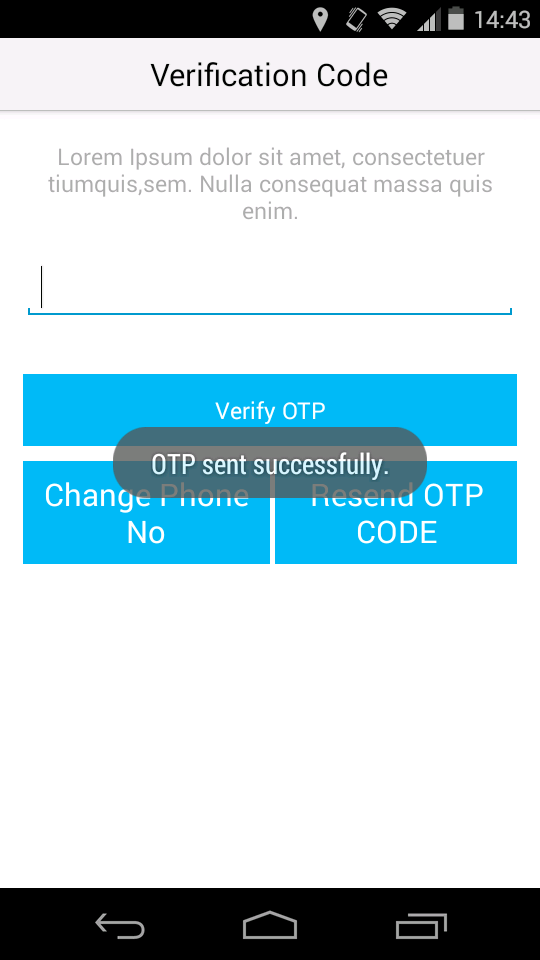 14:43
Verification Code
Lorem Ipsum dolor sit amet, consectetuer
tiumquis,sem. Nulla consequat massa quis
enim.
Verify OTP
OTP sent successfully.
Change Phone
No
Resend OTP
CODE